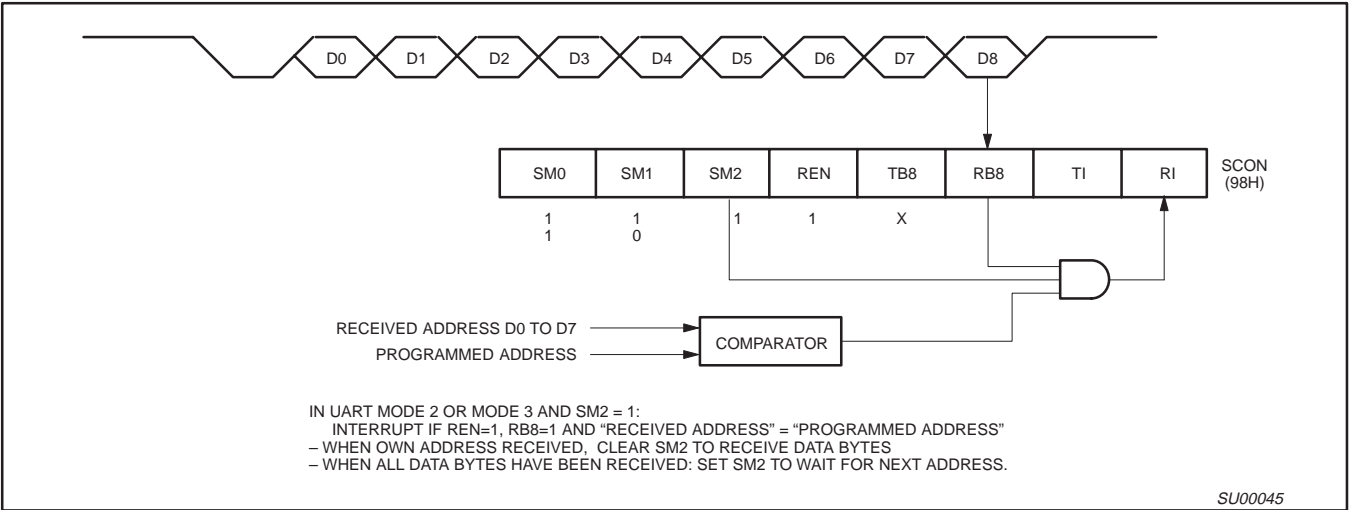 D0 D1 D2 D3 D4 D5 D6 D7 D8
SM0 SM1 SM2 REN TB8 RB8 TI RI
SCON
(98H)
1 1 1 1 X
1 0
RECEIVED ADDRESS D0 TO D7
PROGRAMMED ADDRESS
COMPARATOR
IN UART MODE 2 OR MODE 3 AND SM2 = 1:
INTERRUPT IF REN=1, RB8=1 AND “RECEIVED ADDRESS” = “PROGRAMMED ADDRESS”
– WHEN OWN ADDRESS RECEIVED, CLEAR SM2 TO RECEIVE DATA BYTES
– WHEN ALL DATA BYTES HAVE BEEN RECEIVED: SET SM2 TO WAIT FOR NEXT ADDRESS.
SU00045